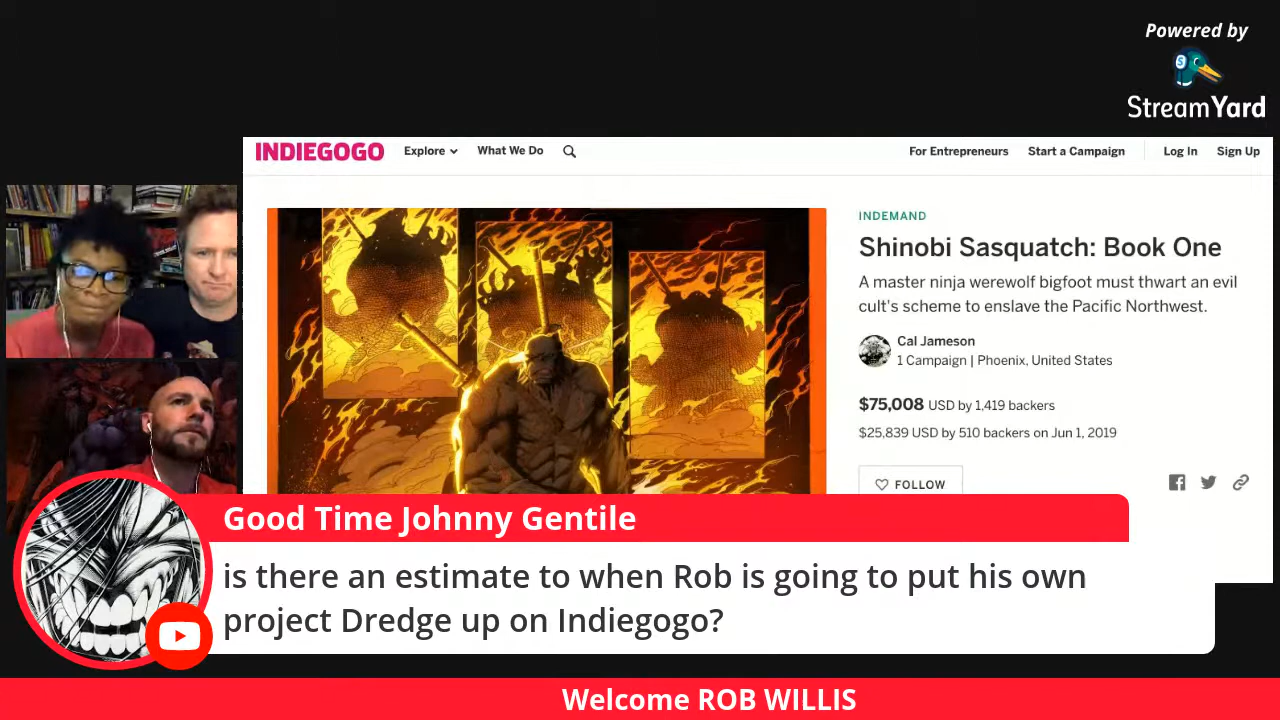 Powered by
StreamYard
INDIEGOGO Explore What We Do For Entrepreneurs Start a Campaign Log In Sign Up
INDEMAND
Shinobi Sasquatch: Book One
A master ninja werewolf bigfoot must thwart an evil
cult's scheme to enslave the Pacific Northwest.
Cal Jameson
1 Campaign | Phoenix, United States
$75,008 USD by 1,419 backers
$25,839 USD by 510 backers on Jun 1, 2019
FOLLOW
Good Time Johnny Gentile
is there an estimate to when Rob is going to put his own
project Dredge up on Indiegogo?
Welcome ROB WILLIS